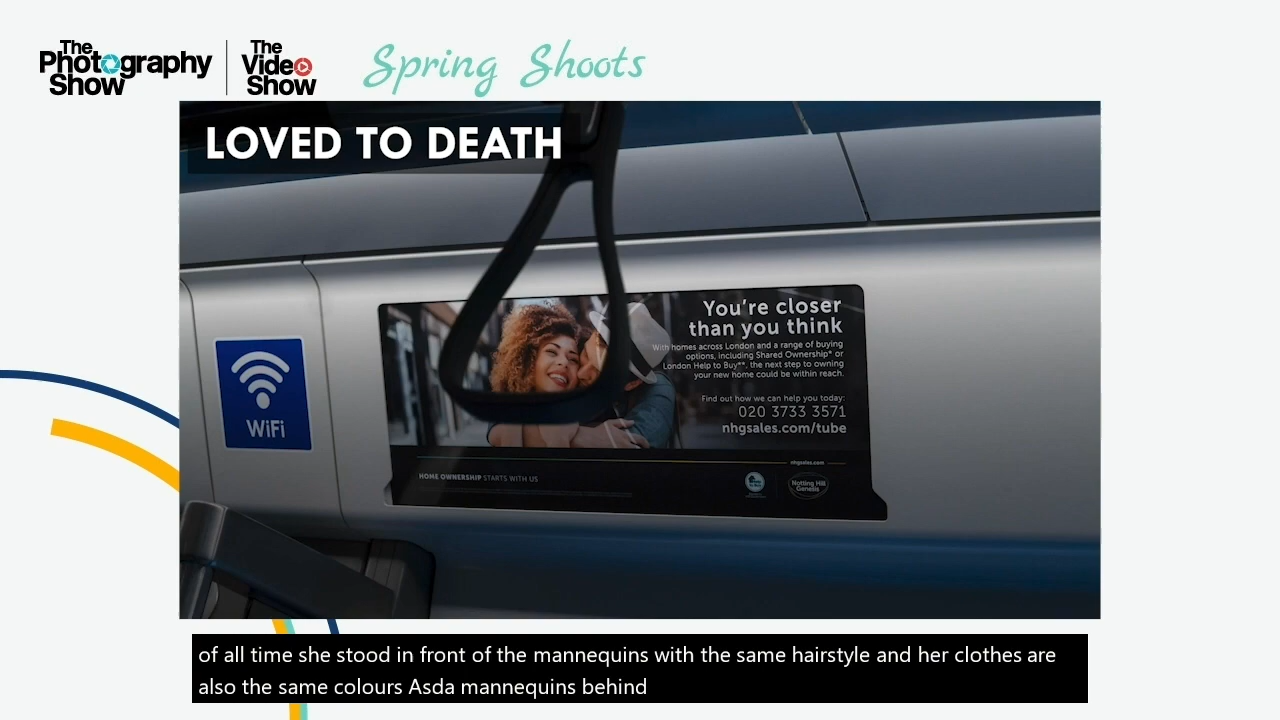 The
Photography
Show
The
Video
Show
Spring Shoots
LOVED TO DEATH
WiFi
You're closer
than you think
With homes across London and a range of buying
options, including Shared Ownership* or
London Help to Buy**, the next step to owning
your new home could be within reach.
Find out how we can help you today:
020 3733 3571
nhgsales.com/tube
nhgsales.com
HOME OWNERSHIP STARTS WITH US
Notting Hill
Genesis
of all time she stood in front of the mannequins with the same hairstyle and her clothes are
also the same colours Asda mannequins behind